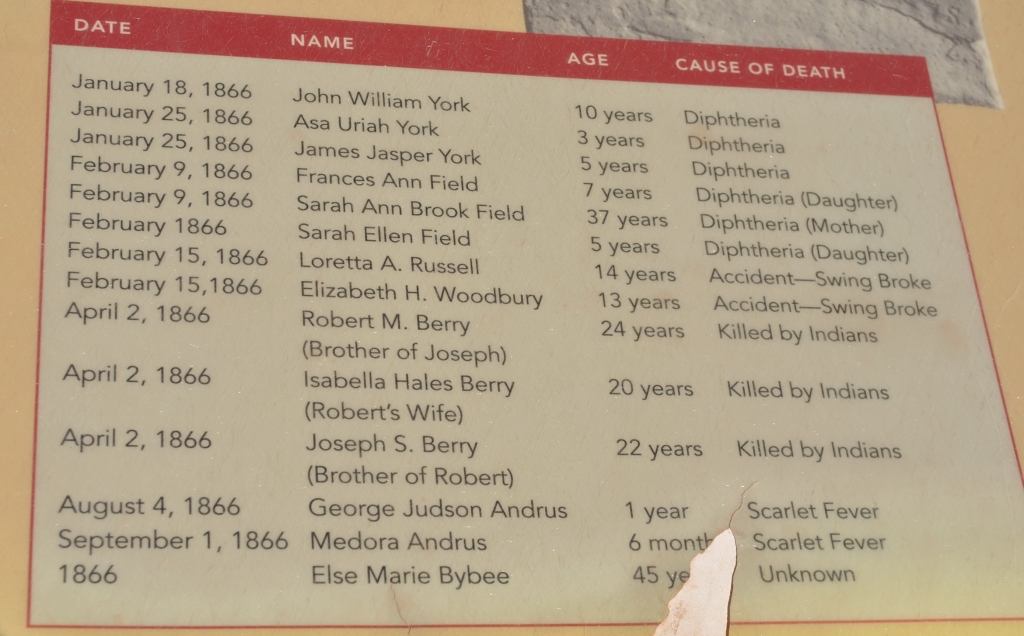 DATE NAME AGE CAUSE OF DEATH
January 18, 1866 John William York 10 years Diphtheria
January 25, 1866 Asa Uriah York 3 years Diphtheria
January 25, 1866 James Jasper York 5 years Diphtheria
February 9, 1866 Frances Ann Field 7 years Diphtheria (Daughter)
February 9, 1866 Sarah Ann Brook Field 37 years Diphtheria (Mother)
February 1866 Sarah Ellen Field 5 years Diphtheria (Daughter)
February 15, 1866 Loretta A. Russell 14 years Accident—Swing Broke
February 15,1866 Elizabeth H. Woodbury 13 years Accident—Swing Broke
April 2, 1866 Robert M. Berry 24 years Killed by Indians
(Brother of Joseph)
April 2, 1866 Isabella Hales Berry 20 years Killed by Indians
(Robert's Wife)
April 2, 1866 Joseph S. Berry 22 years Killed by Indians
(Brother of Robert)
August 4, 1866 George Judson Andrus 1 year Scarlet Fever
September 1, 1866 Medora Andrus 6 month Scarlet Fever
1866 Else Marie Bybee 45 ye Unknown